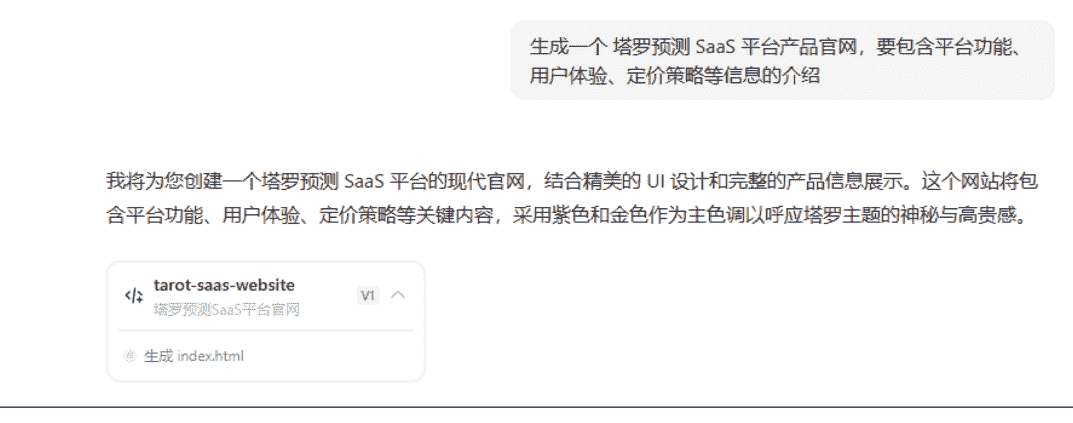 生成一个 塔罗预测 SaaS 平台产品官网，要包含平台功能、
用户体验、定价策略等信息的介绍
我将为您创建一个塔罗预测 SaaS 平台的现代官网，结合精美的 UI 设计和完整的产品信息展示。这个网站将包
含平台功能、用户体验、定价策略等关键内容，采用紫色和金色作为主色调以呼应塔罗主题的神秘与高贵感。
tarot-saas-website
V1
塔罗预测SaaS平台官网
生成 index.html